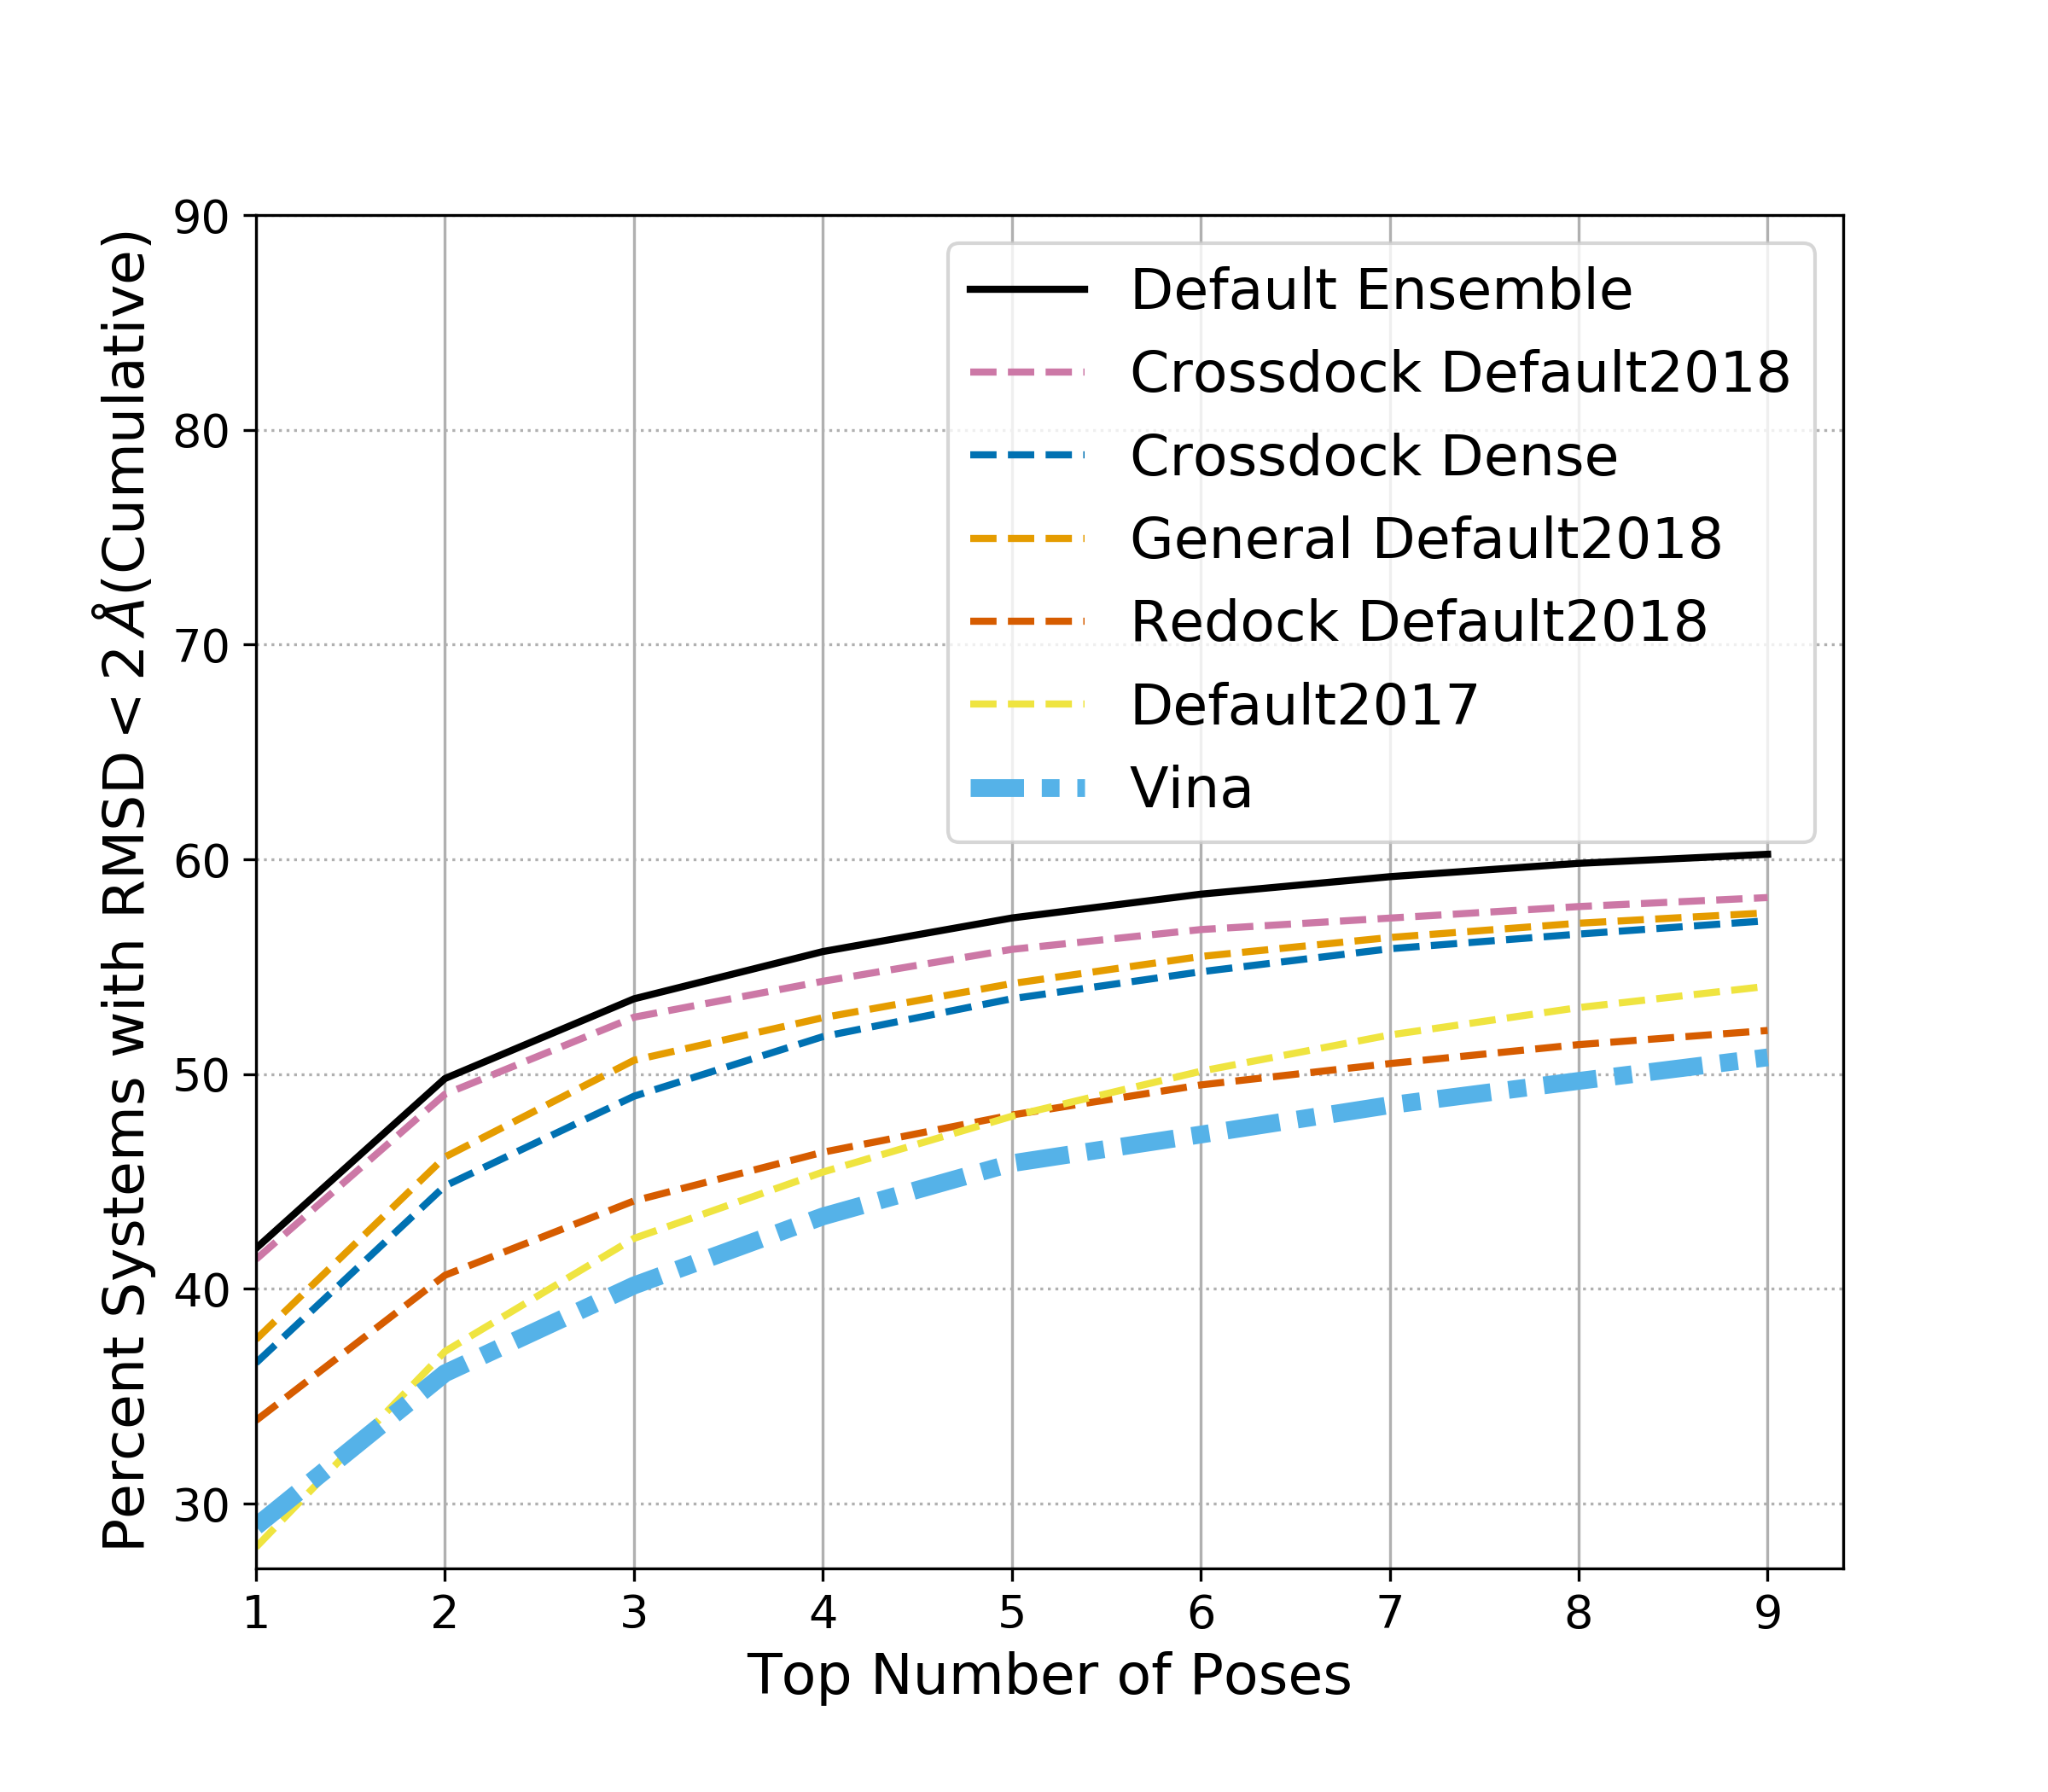 Percent Systems with RMSD < 2 Å(Cumulative)
90
80
70
60
50
40
30
Default Ensemble
Crossdock Default2018
Crossdock Dense
General Default2018
Redock Default2018
Default2017
Vina
1 2 3 4 5 6 7 8 9
Top Number of Poses